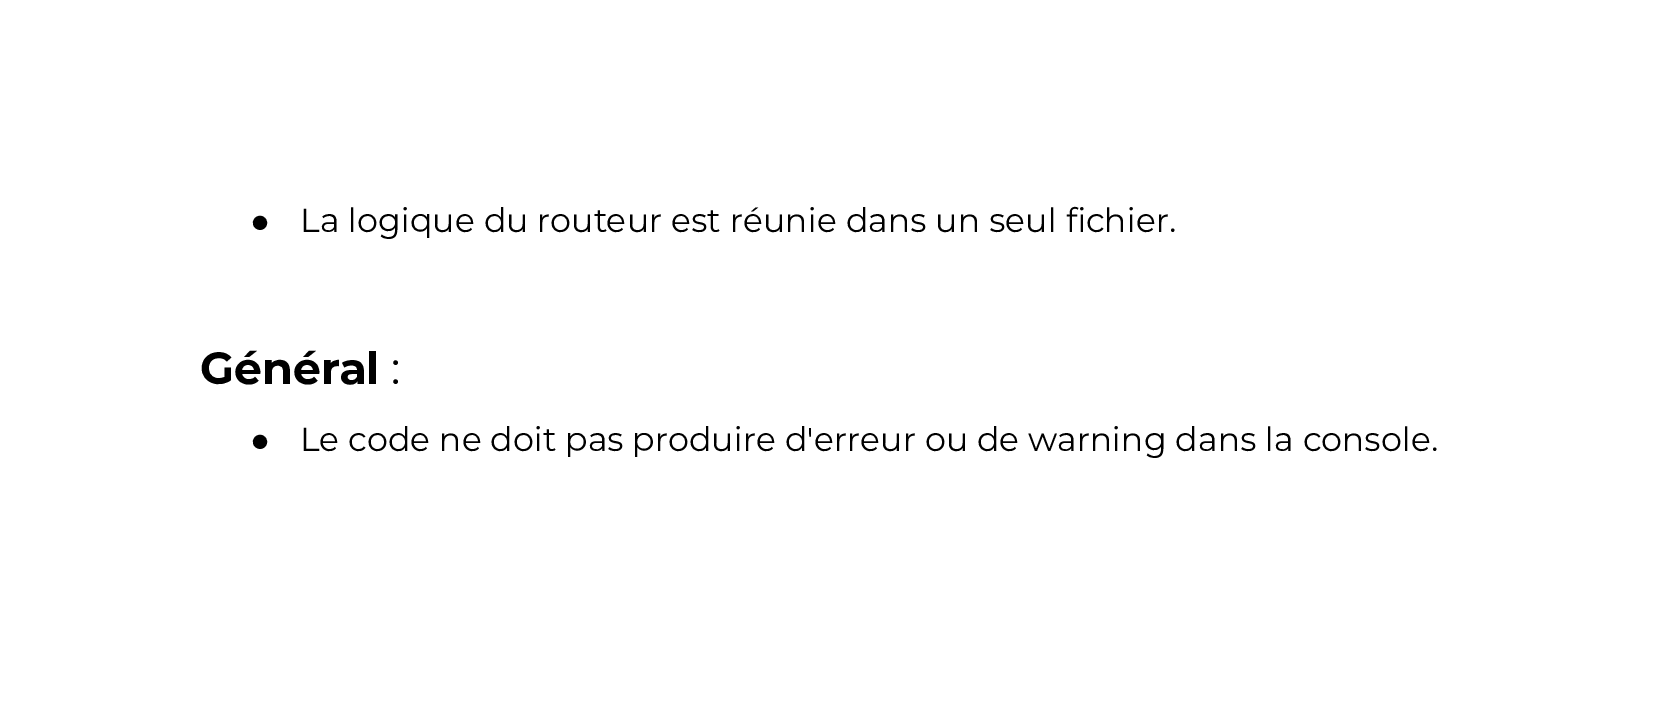 ● La logique du routeur est réunie dans un seul fichier.
Général :
● Le code ne doit pas produire d'erreur ou de warning dans la console.